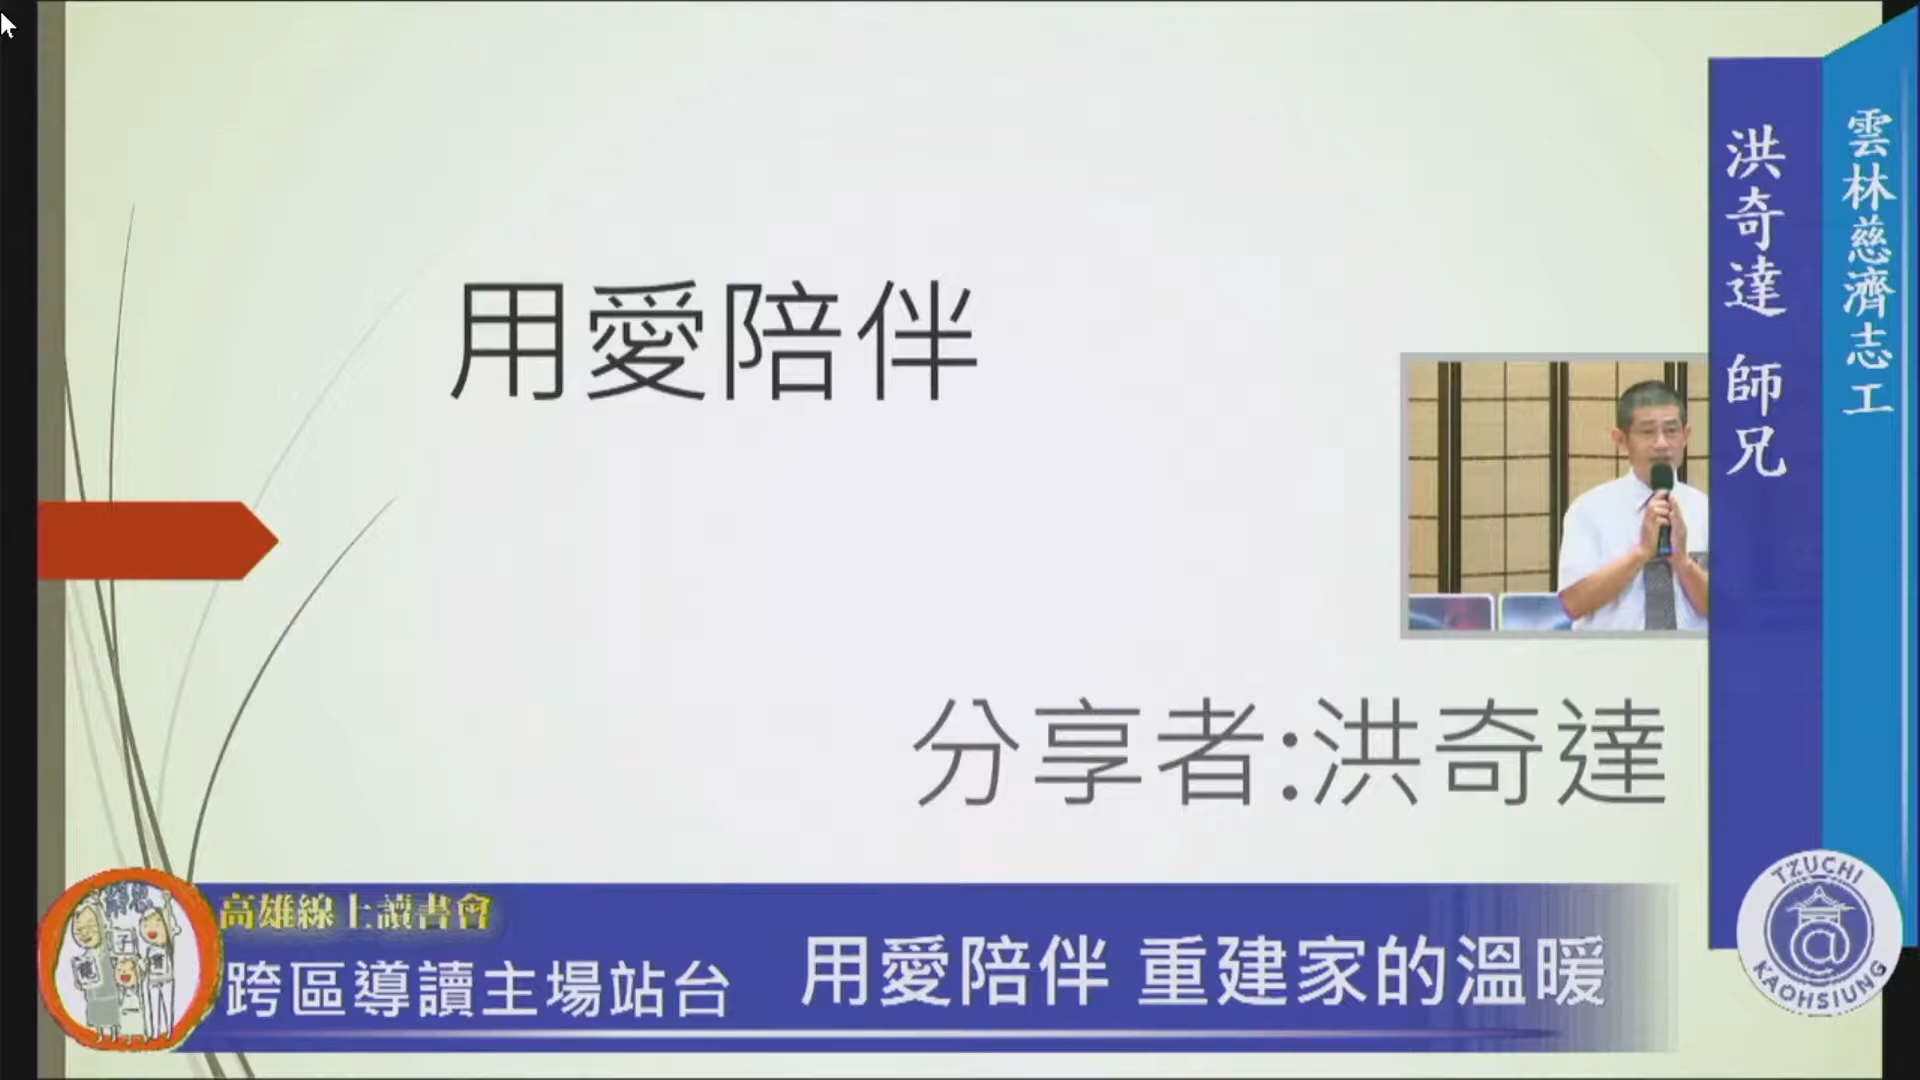 用愛陪伴
分享者:洪奇達
雲林慈濟志工
洪奇達 師兄
高雄線上讀書會
跨區導讀主場站台
用愛陪伴 重建家的溫暖
TZUCHI
KAOHSIUNG